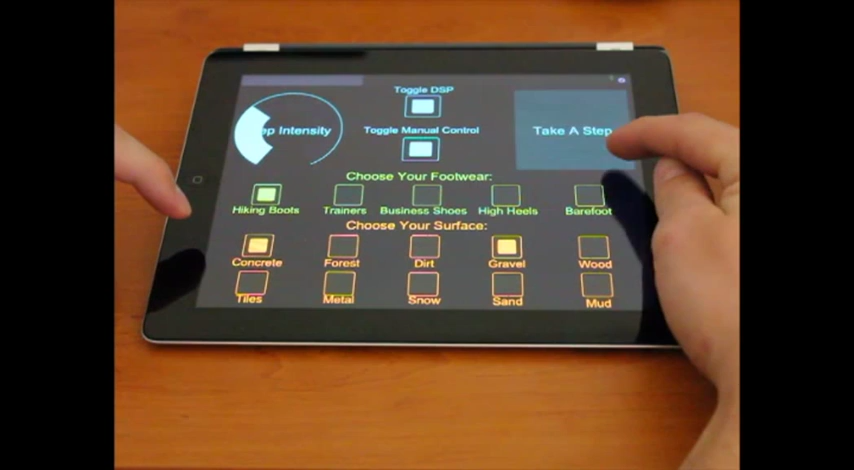 Toggle DSP
ep Intensity
Toggle Manual Control
Take A Step
Choose Your Footwear:
Hiking Boots Trainers Business Shoes High Heels Barefoot
Choose Your Surface:
Concrete Forest Dirt Gravel Wood
Tiles Metal Snow Sand Mud